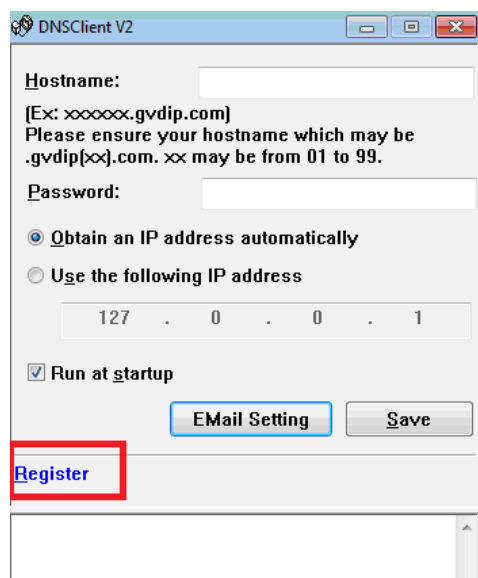 DNSClient V2
Hostname:
(Ex: xxxxxx.gvdip.com)
Please ensure your hostname which may be
.gvdip(xx).com. xx may be from 01 to 99.
Password:
Obtain an IP address automatically
Use the following IP address
127 . 0 . 0 . 1
Run at startup
EMail Setting Save
Register